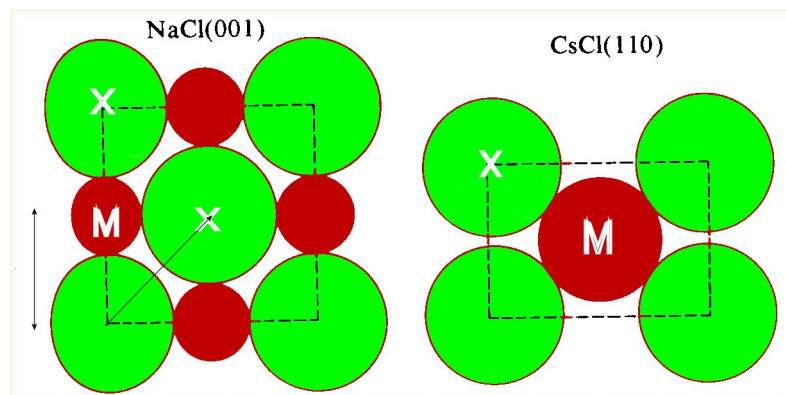 NaCl(001)
CsCl(110)
X
X
M
X
M